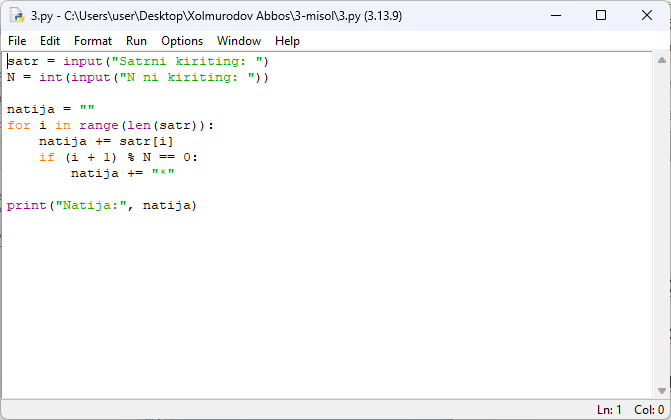 3.py - C:\Users\user\Desktop\Xolmurodov Abbos\3-misol\3.py (3.13.9)
File Edit Format Run Options Window Help
satr = input("Satrni kiriting: ")
N = int(input("N ni kiriting: "))
natija = ""
for i in range(len(satr)):
    natija += satr[i]
    if (i + 1) % N == 0:
        natija += "*"
print("Natija:", natija)
Ln: 1 Col: 0